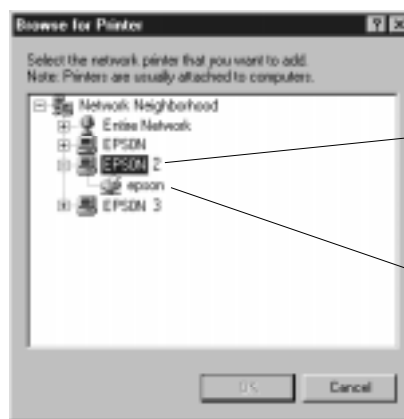 Browse for Printer
Select the network printer that you want to add.
Note: Printers are usually attached to computers.
Network Neighborhood
Entire Network
EPSON
EPSON 2
epson
EPSON 3
OK
Cancel